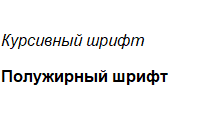 Курсивный шрифт
Полужирный шрифт